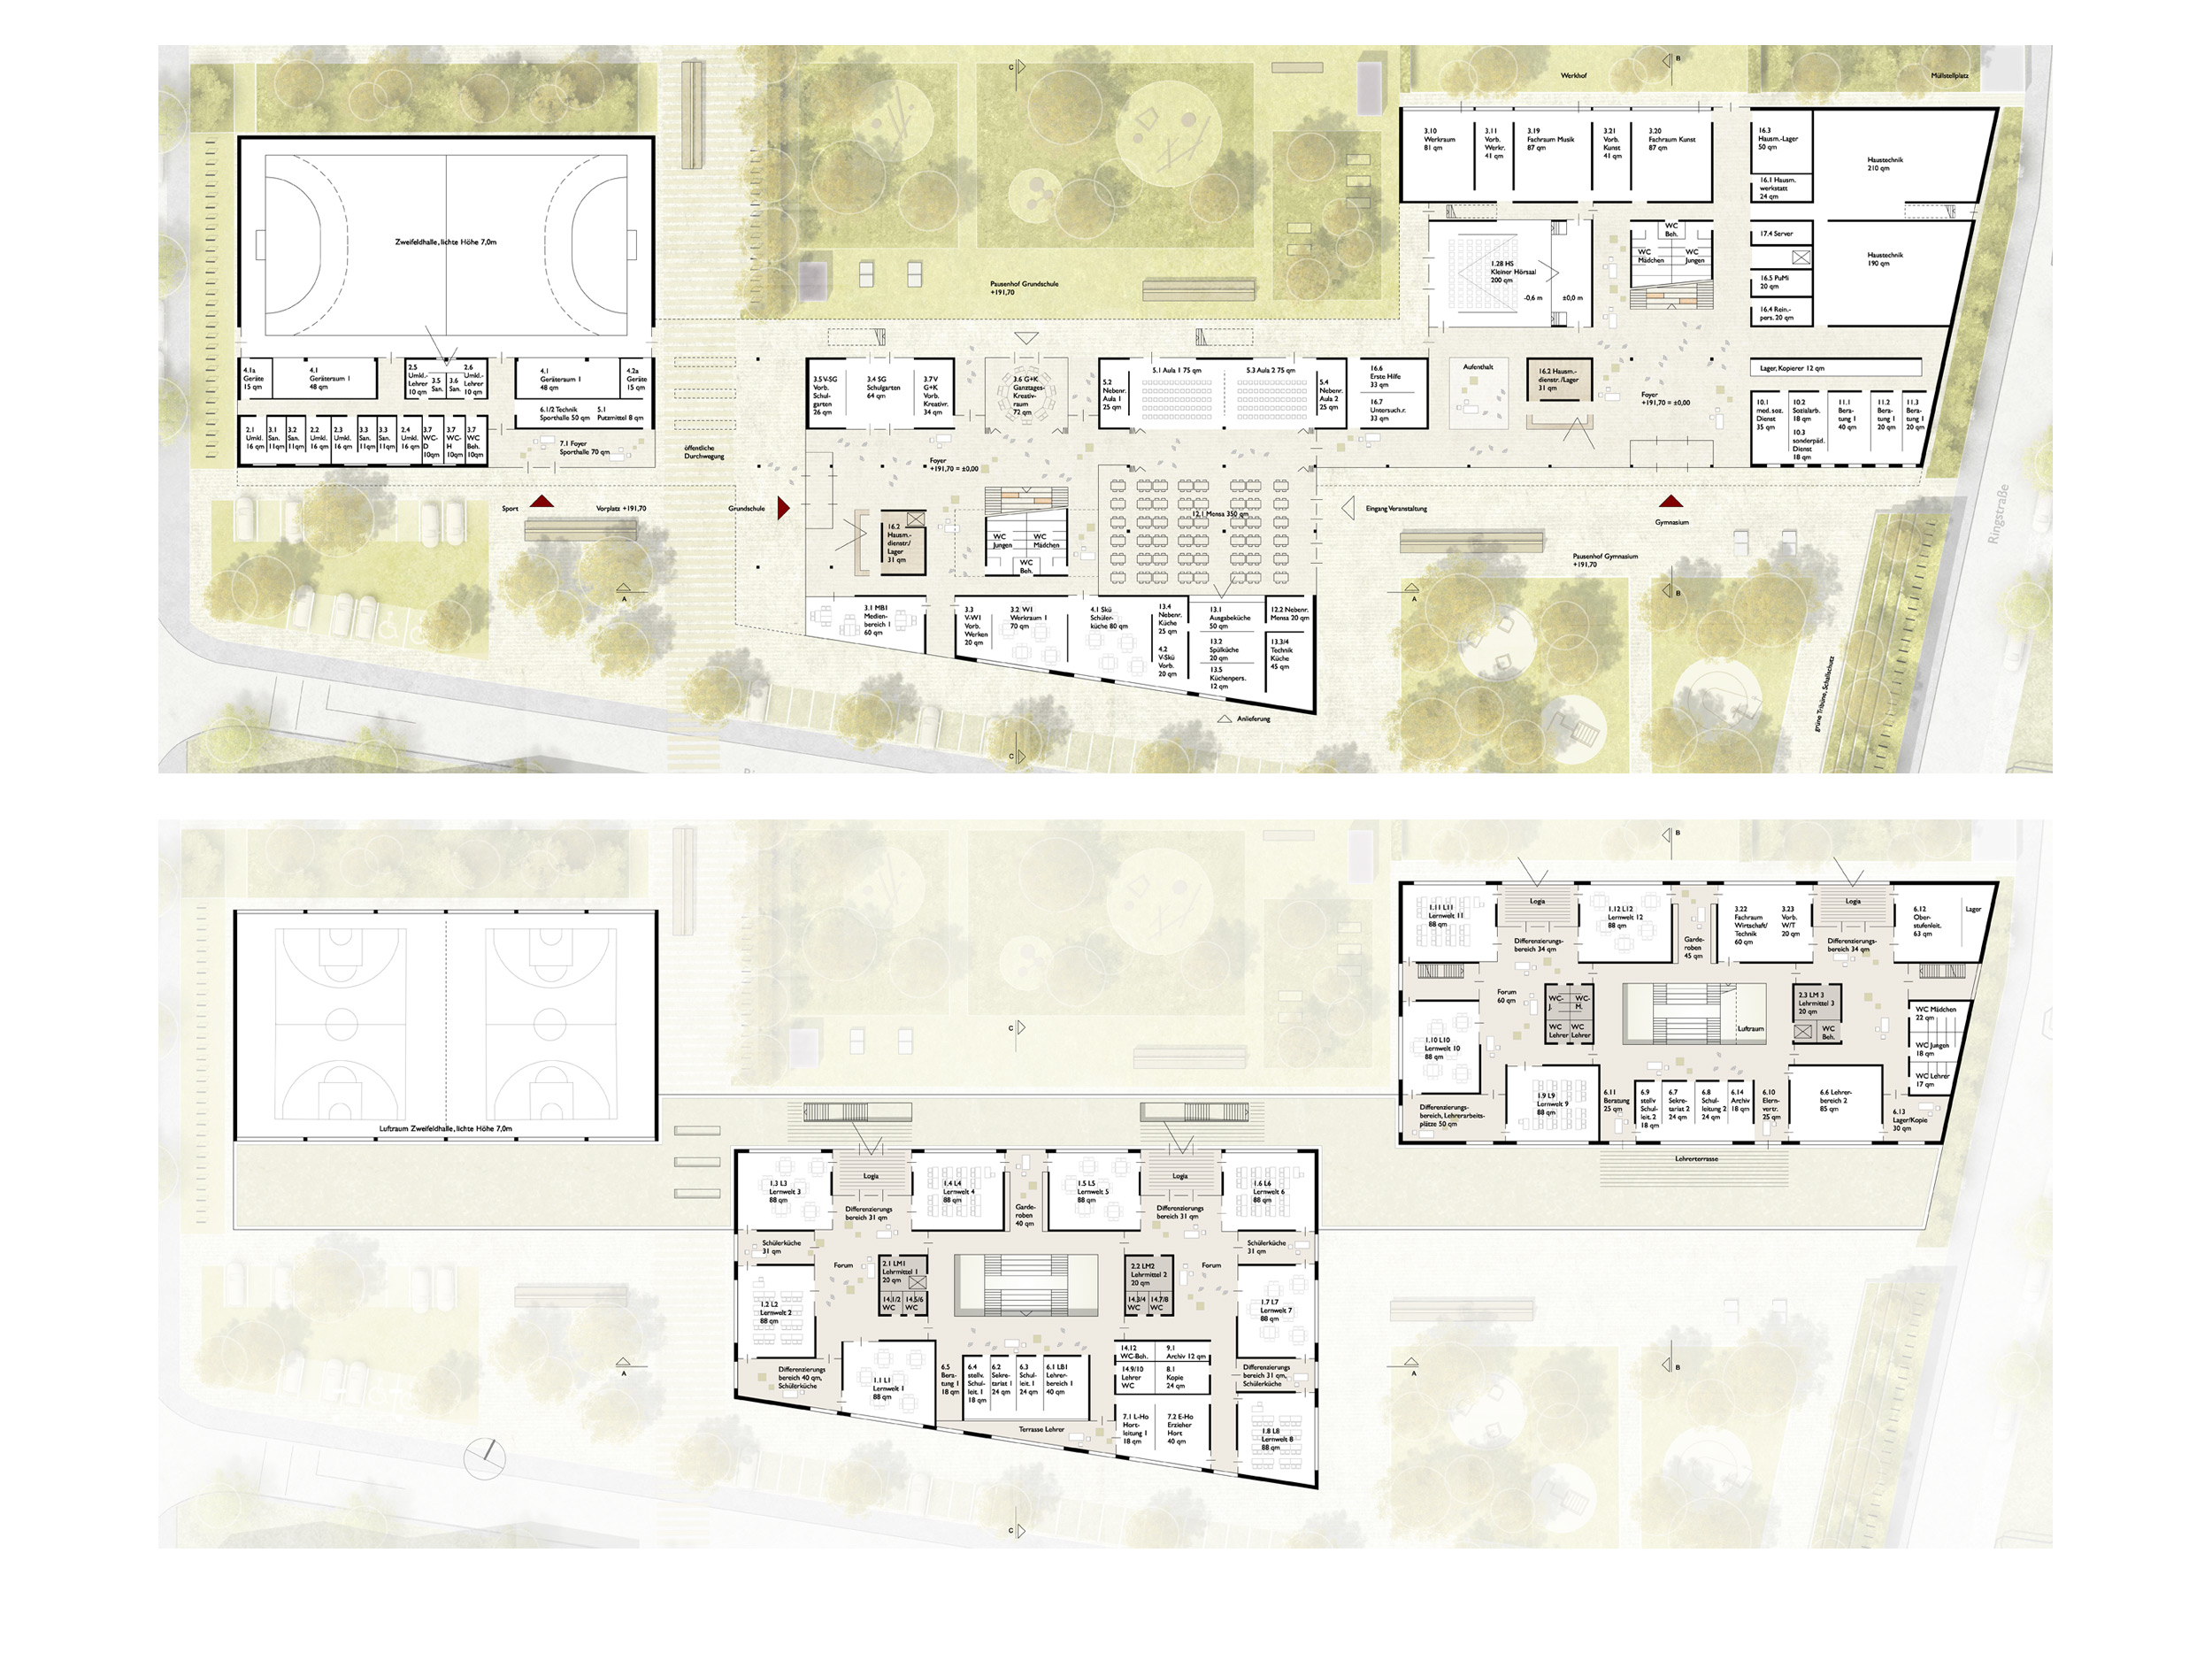 C
B
Werkhof
Müllstellplatz
3.10
Werkraum
81 qm
3.11
Vorb.
Werkr.
41 qm
3.19
Fachraum Musik
87 qm
3.21
Vorb.
Kunst
41 qm
3.20
Fachraum Kunst
87 qm
16.3
Hausm.-Lager
50 qm
Haustechnik
210 qm
16.1 Hausm.
werkstatt
24 qm
Zweifeldhalle, lichte Höhe 7,0m
Pausenhof Grundschule
+191,70
1.28 HS
Kleiner Hörsaal
200 qm
-0,6 m
±0,0 m
WC
Beh.
WC
Mädchen
WC
Jungen
17.4 Server
16.5 PuMi
20 qm
16.4 Rein.-
pers. 20 qm
Haustechnik
190 qm
4.1a
Geräte
15 qm
4.1
Geräteraum 1
48 qm
2.5
Umkl.-
Lehrer
10 qm
3.5
San.
3.6
San.
2.6
Umkl.-
Lehrer
10 qm
4.1
Geräteraum 1
48 qm
4.2a
Geräte
15 qm
6.1/2 Technik
Sporthalle 50 qm
5.1
Putzmittel 8 qm
2.1
Umkl.
16 qm
3.1
San.
11qm
3.2
San.
11qm
2.2
Umkl.
16 qm
2.3
Umkl.
16 qm
3.3
San.
11qm
3.3
San.
11qm
2.4
Umkl.
16 qm
3.7
WC-
D
10qm
3.7
WC-
H
10qm
3.7
WC
Beh.
10qm
7.1 Foyer
Sporthalle 70 qm
öffentliche
Durchwegung
3.5 V-SG
Vorb.
Schul-
garten
26 qm
3.4 SG
Schulgarten
64 qm
3.7 V
G+K
Vorb.
Kreativr.
34 qm
3.6 G+K
Ganztages-
Kreativ-
raum
72 qm
5.2
Nebenr.
Aula 1
25 qm
5.1 Aula 1 75 qm
5.3 Aula 2 75 qm
5.4
Nebenr.
Aula 2
25 qm
16.6
Erste Hilfe
33 qm
16.7
Untersuch.r.
33 qm
Aufenthalt
16.2 Hausm.-
dienstr./Lager
31 qm
Foyer
+191,70 = ±0,00
Lager, Kopierer 12 qm
10.1
med.soz.
Dienst
35 qm
10.2
Sozialarb.
18 qm
10.3
sonderpäd.
Dienst
18 qm
11.1
Bera-
tung 1
40 qm
11.2
Bera-
tung 1
20 qm
11.3
Bera-
tung 1
20 qm
Foyer
+191,70 = ±0,00
Sport
Vorplatz +191,70
Grundschule
16.2
Hausm.-
dienstr./
Lager
31 qm
WC
Jungen
WC
Mädchen
WC
Beh.
12.1 Mensa 350 qm
Eingang Veranstaltung
Gymnasium
Pausenhof Gymnasium
+191,70
Ringstraße
A
A
B
3.1 MB1
Medien-
bereich 1
60 qm
3.3
V-W1
Vorb.
Werken
20 qm
3.2 W1
Werkraum 1
70 qm
4.1 Skü
Schüler-
küche 80 qm
13.4
Nebenr.
Küche
25 qm
4.2
V-Skü
Vorb.
20 qm
13.1
Ausgabeküche
50 qm
13.2
Spülküche
20 qm
13.5
Küchenpers.
12 qm
12.2 Nebenr.
Mensa 20 qm
13.3/4
Technik
Küche
45 qm
grüne Tribüne, Schallschutz
Anlieferung
C
B
1.11 L11
Lernwelt 11
88 qm
Logia
1.12 L12
Lernwelt 12
88 qm
Garde-
roben
45 qm
3.22
Fachraum
Wirtschaft/
Technik
60 qm
3.23
Vorb.
W/T
20 qm
Logia
6.12
Ober-
stufenleit.
63 qm
Lager
Differenzierungs-
bereich 34 qm
Differenzierungs-
bereich 34 qm
Forum
60 qm
WC-
J.
WC-
H.
WC
Lehrer
WC
Lehrer
Luftraum
2.3 LM 3
Lehrmittel 3
20 qm
WC
Beh.
WC Mädchen
22 qm
WC Jungen
18 qm
WC Lehrer
17 qm
C
1.10 L10
Lernwelt 10
88 qm
1.9 L9
Lernwelt 9
88 qm
Differenzierungs-
bereich, Lehrerarbeits-
plätze 50 qm
6.11
Beratung
25 qm
6.9
stellv
Schul-
leit. 2
18 qm
6.7
Sekre-
tariat 2
24 qm
6.8
Schul-
leitung 2
24 qm
6.14
Archiv
18 qm
6.10
Elern-
vertr.
25 qm
6.6 Lehrer-
bereich 2
85 qm
6.13
Lager/Kopie
30 qm
Lehrerterrasse
Luftraum Zweifeldhalle, lichte Höhe 7,0m
1.3 L3
Lernwelt 3
88 qm
Logia
1.4 L4
Lernwelt 4
88 qm
Garde-
roben
40 qm
1.5 L5
Lernwelt 5
88 qm
Logia
1.6 L6
Lernwelt 6
88 qm
Differenzierungs
bereich 31 qm
Differenzierungs
bereich 31 qm
Schülerküche
31 qm
Forum
2.1 LM1
Lehrmittel 1
20 qm
14.1/2
WC
14.5/6
WC
2.2 LM2
Lehrmittel 2
20 qm
14.3/4
WC
14.7/8
WC
Forum
Schülerküche
31 qm
1.2 L2
Lernwelt 2
88 qm
1.7 L7
Lernwelt 7
88 qm
A
Differenzierungs
bereich 40 qm,
Schülerküche
1.1 L1
Lernwelt 1
88 qm
6.5
Bera-
tung 1
18 qm
6.4
stellv.
Schul-
leit. 1
18 qm
6.2
Sekre-
tariat 1
24 qm
6.3
Schul-
leit. 1
24 qm
6.1 LB1
Lehrer-
bereich 1
40 qm
14.12
WC-Beh.
9.1
Archiv 12 qm
14.9/10
Lehrer
WC
8.1
Kopie
24 qm
Differenzierungs
bereich 31 qm,
Schülerküche
A
B
Terrasse Lehrer
7.1 L-Ho
Hort-
leitung 1
18 qm
7.2 E-Ho
Erzieher
Hort
40 qm
1.8 L8
Lernwelt 8
88 qm
C